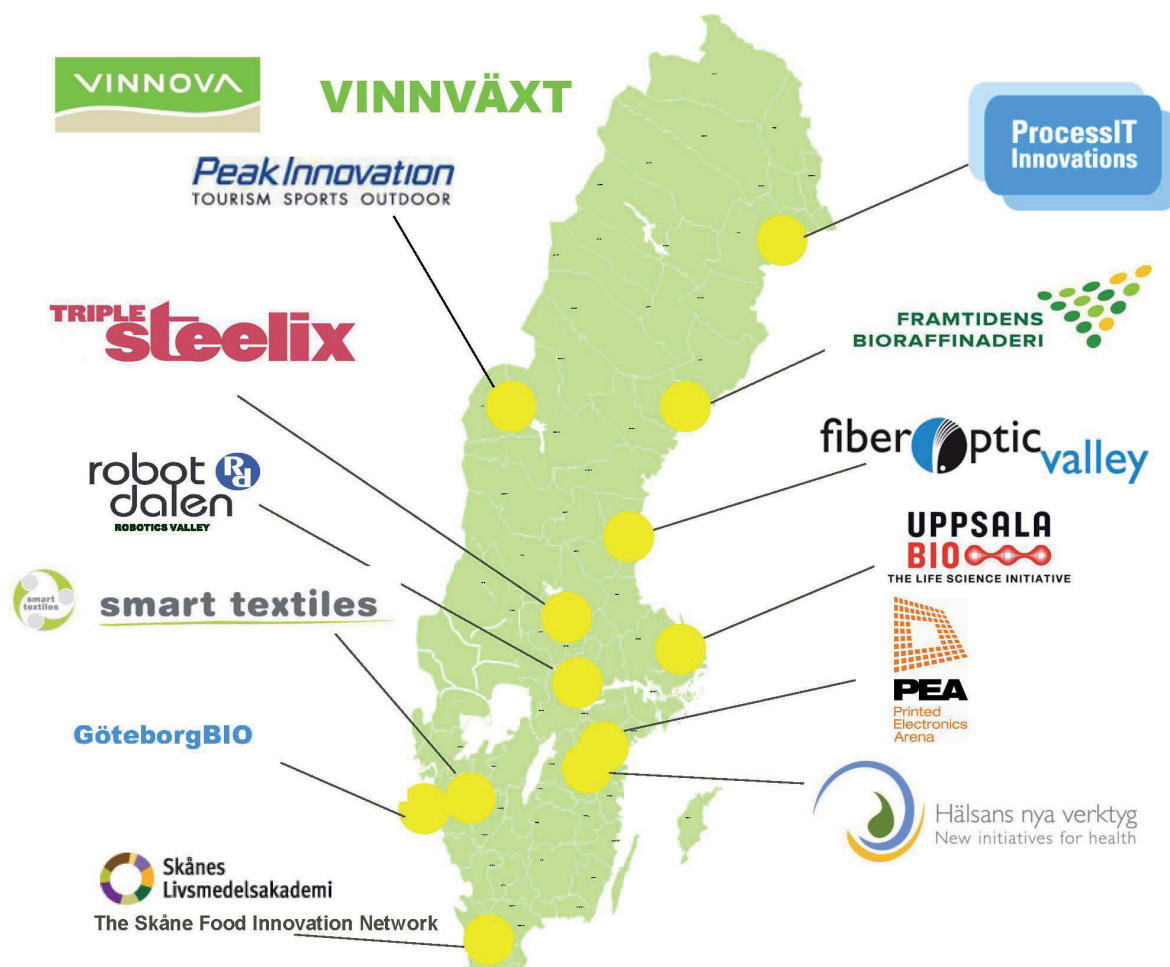 VINNOVA
VINNVÄXT
ProcessIT
Innovations
PeakInnovation
TOURISM SPORTS OUTDOOR
TRIPLE
steelix
FRAMTIDENS
BIORAFFINADERI
robot
dalen
Rd
ROBOTICS VALLEY
fiber optic
valley
UPPSALA
BIO
THE LIFE SCIENCE INITIATIVE
smart
textiles
smart textiles
PEA
Printed
Electronics
Arena
GöteborgBIO
Hälsans nya verktyg
New initiatives for health
Skånes
Livsmedelsakademi
The Skåne Food Innovation Network